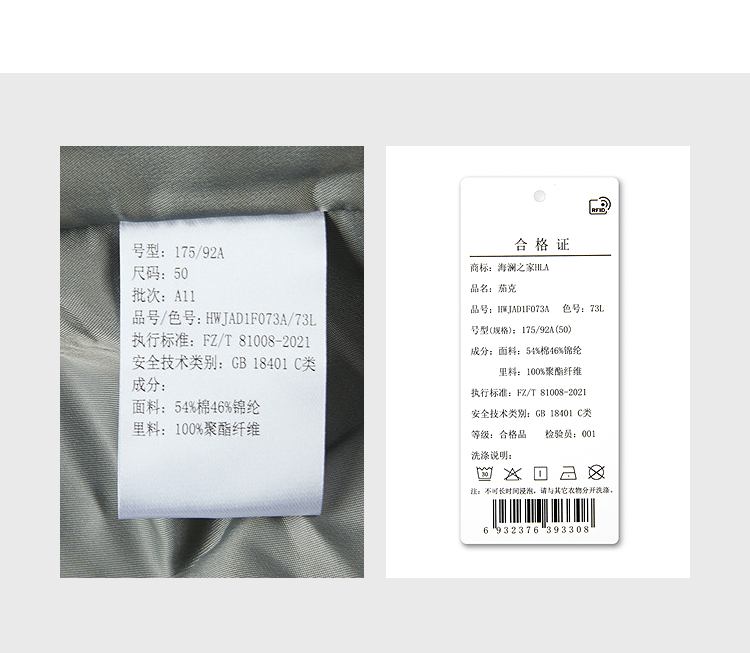 号型: 175/92A
尺码: 50
批次: A11
品号/色号: HWJAD1F073A/73L
执行标准: FZ/T 81008-2021
安全技术类别: GB 18401 C类
成分:
面料: 54%棉46%锦纶
里料: 100%聚酯纤维
RFID
合格证
商标: 海澜之家HLA
品名: 茄克
品号: HWJAD1F073A 色号: 73L
号型(规格): 175/92A(50)
成分: 面料: 54%棉46%锦纶
里料: 100%聚酯纤维
执行标准: FZ/T 81008-2021
安全技术类别: GB 18401 C类
等级: 合格品 检验员: 001
洗涤说明:
30
注: 不可长时间浸泡, 请与其它衣物分开洗涤。
6 932376 393308